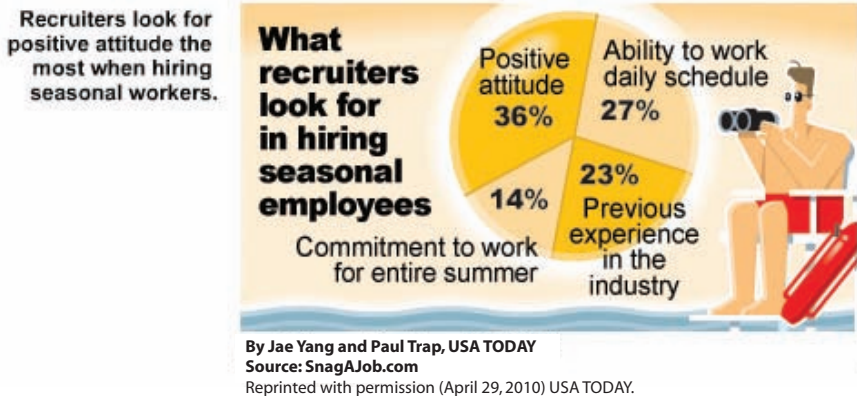 Recruiters look for
positive attitude the
most when hiring
seasonal workers.
What
recruiters
look for
in hiring
seasonal
employees
Positive
attitude
36%
Ability to work
daily schedule
27%
23%
Previous
experience
in the
industry
14%
Commitment to work
for entire summer
By Jae Yang and Paul Trap, USA TODAY
Source: SnagAJob.com
Reprinted with permission (April 29, 2010) USA TODAY.